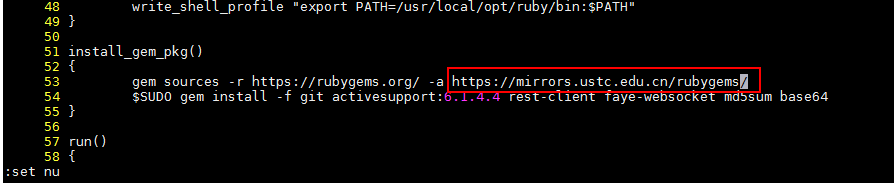 48 write_shell_profile "export PATH=/usr/local/opt/ruby/bin:$PATH"
49 }
50
51 install_gem_pkg()
52 {
53 gem sources -r https://rubygems.org/ -a https://mirrors.ustc.edu.cn/rubygems/
54 $SUDO gem install -f git activesupport:6.1.4.4 rest-client faye-websocket md5sum base64
55 }
56
57 run()
58 {
:set nu